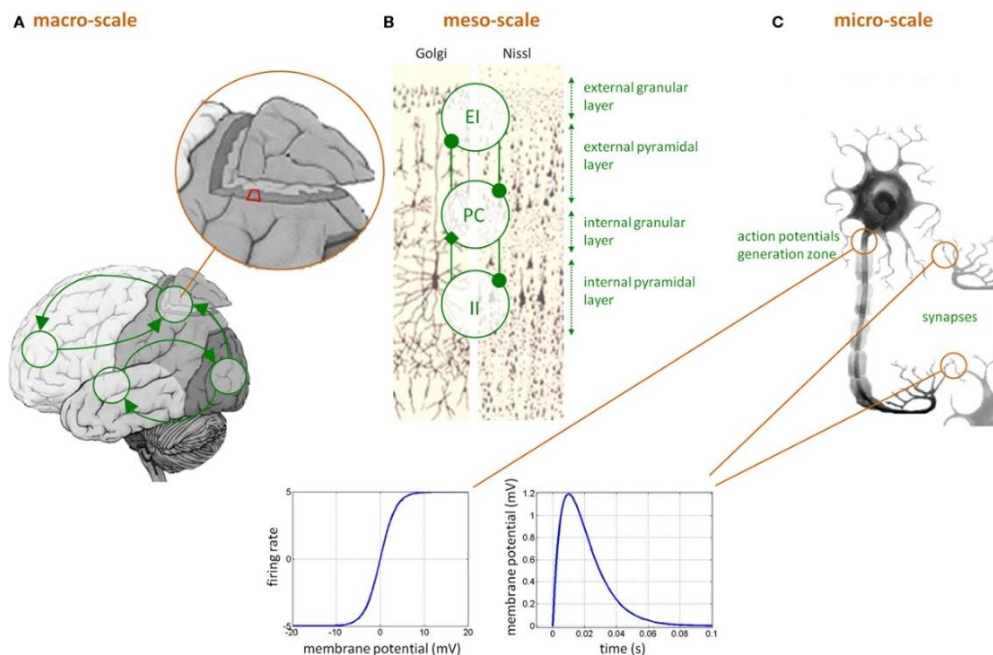 A macro-scale
B meso-scale
C micro-scale
Golgi
Nissl
EI
PC
II
external granular
layer
external pyramidal
layer
internal granular
layer
internal pyramidal
layer
action potentials
generation zone
synapses
firing rate
5
0
-5
-20
-10
0
10
20
membrane potential (mV)
membrane potential (mV)
1.2
1
0.8
0.6
0.4
0.2
0
0
0.02
0.04
0.06
0.08
0.1
time (s)